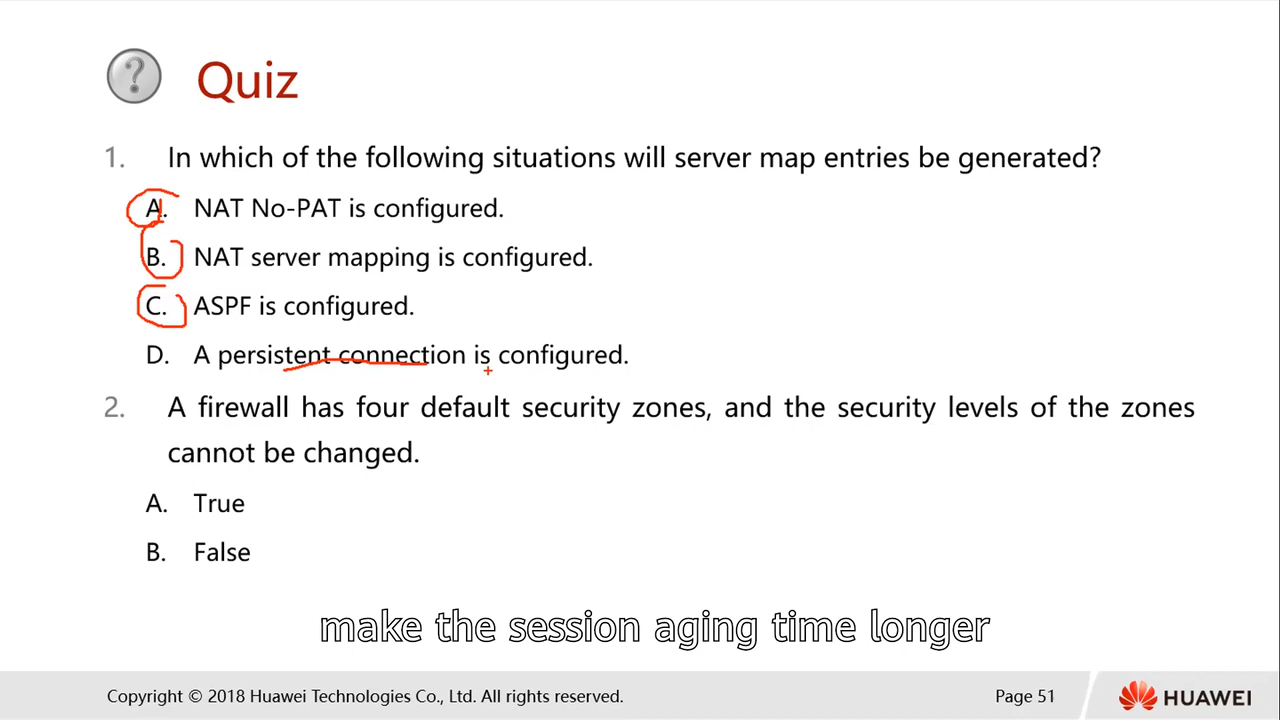 ?
Quiz
1. In which of the following situations will server map entries be generated?
A. NAT No-PAT is configured.
B. NAT server mapping is configured.
C. ASPF is configured.
D. A persistent connection is configured.
2. A firewall has four default security zones, and the security levels of the zones
cannot be changed.
A. True
B. False
make the session aging time longer
Copyright © 2018 Huawei Technologies Co., Ltd. All rights reserved.
Page 51
HUAWEI